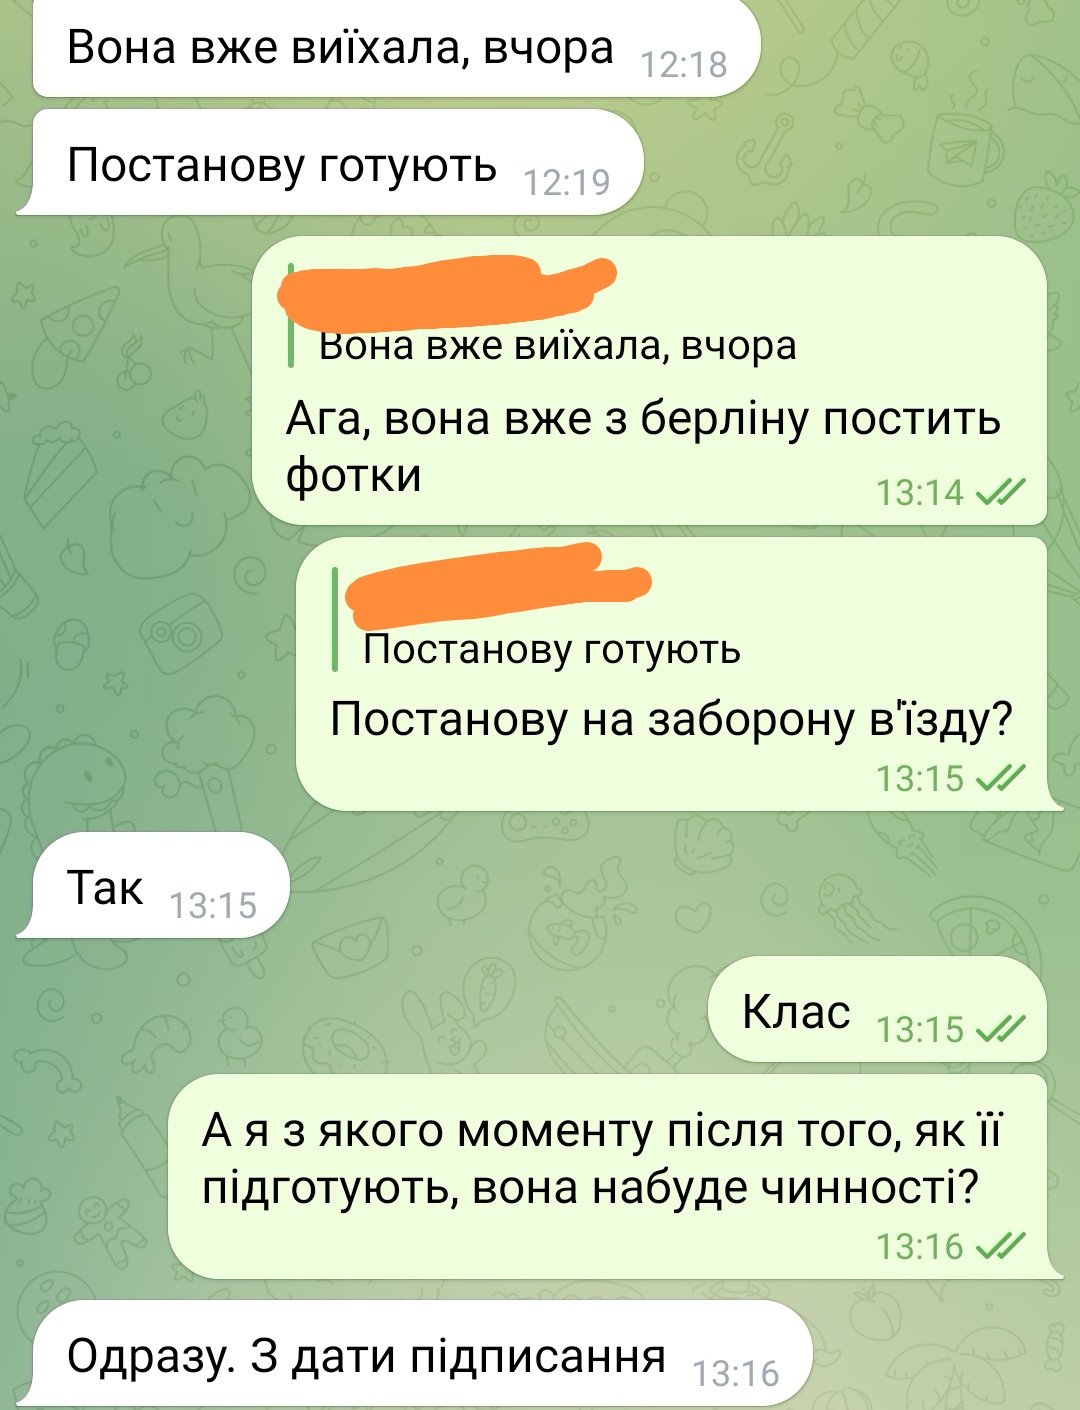 Вона вже виїхала, вчора 12:18
Постанову готують 12:19
Вона вже виїхала, вчора
Ага, вона вже з берліну постить
фотки 13:14
Постанову готують
Постанову на заборону в'їзду?
13:15
Так 13:15
Клас 13:15
А я з якого моменту після того, як її
підготують, вона набуде чинності?
13:16
Одразу. З дати підписання 13:16